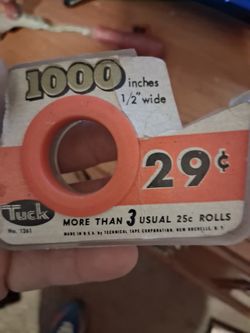 1000 inches
1/2" wide
29¢
Tuck
No. 1261
MORE THAN 3 USUAL 25c ROLLS
MADE IN U.S.A. by TECHNICAL TAPE CORPORATION, NEW ROCHELLE, N. Y.